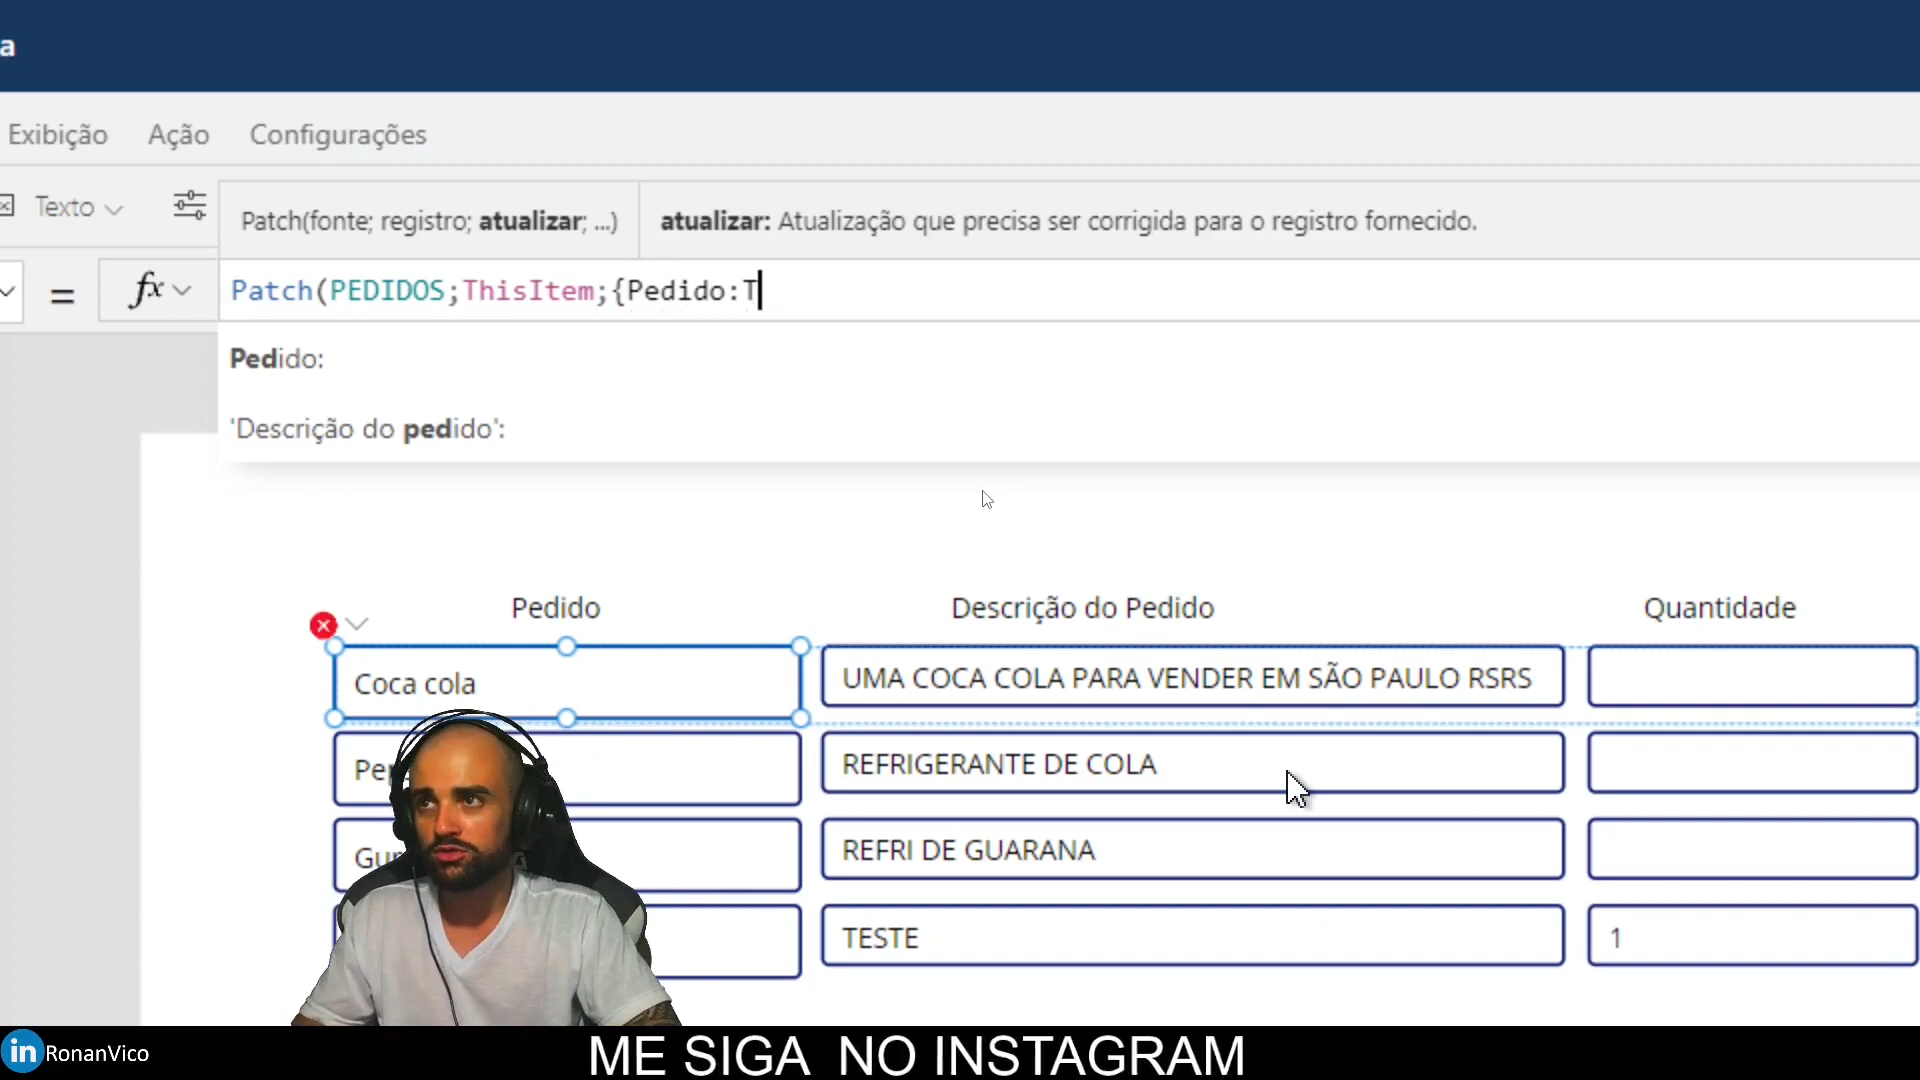 a
Exibição Ação Configurações
Texto
Patch(fonte; registro; atualizar; ...) atualizar: Atualização que precisa ser corrigida para o registro fornecido.
= fx Patch(PEDIDOS;ThisItem;{Pedido:T
Pedido:
'Descrição do pedido':
Pedido Descrição do Pedido Quantidade
Coca cola UMA COCA COLA PARA VENDER EM SÃO PAULO RSRS
REFRIGERANTE DE COLA
REFRI DE GUARANA
TESTE 1
in RonanVico ME SIGA NO INSTAGRAM